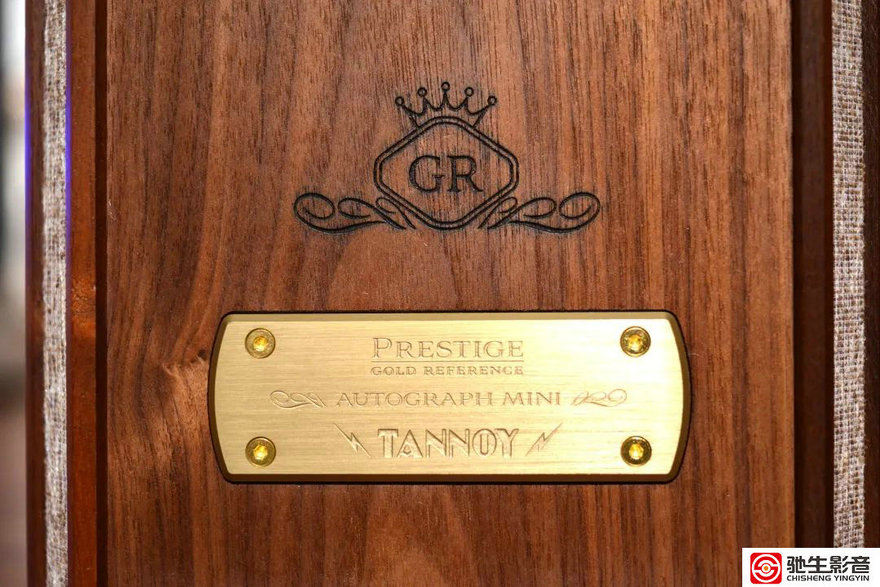 GR
PRESTIGE
GOLD REFERENCE
AUTOGRAPH MINI
TANNOY
驰生影音
CHISHENG YINGYIN